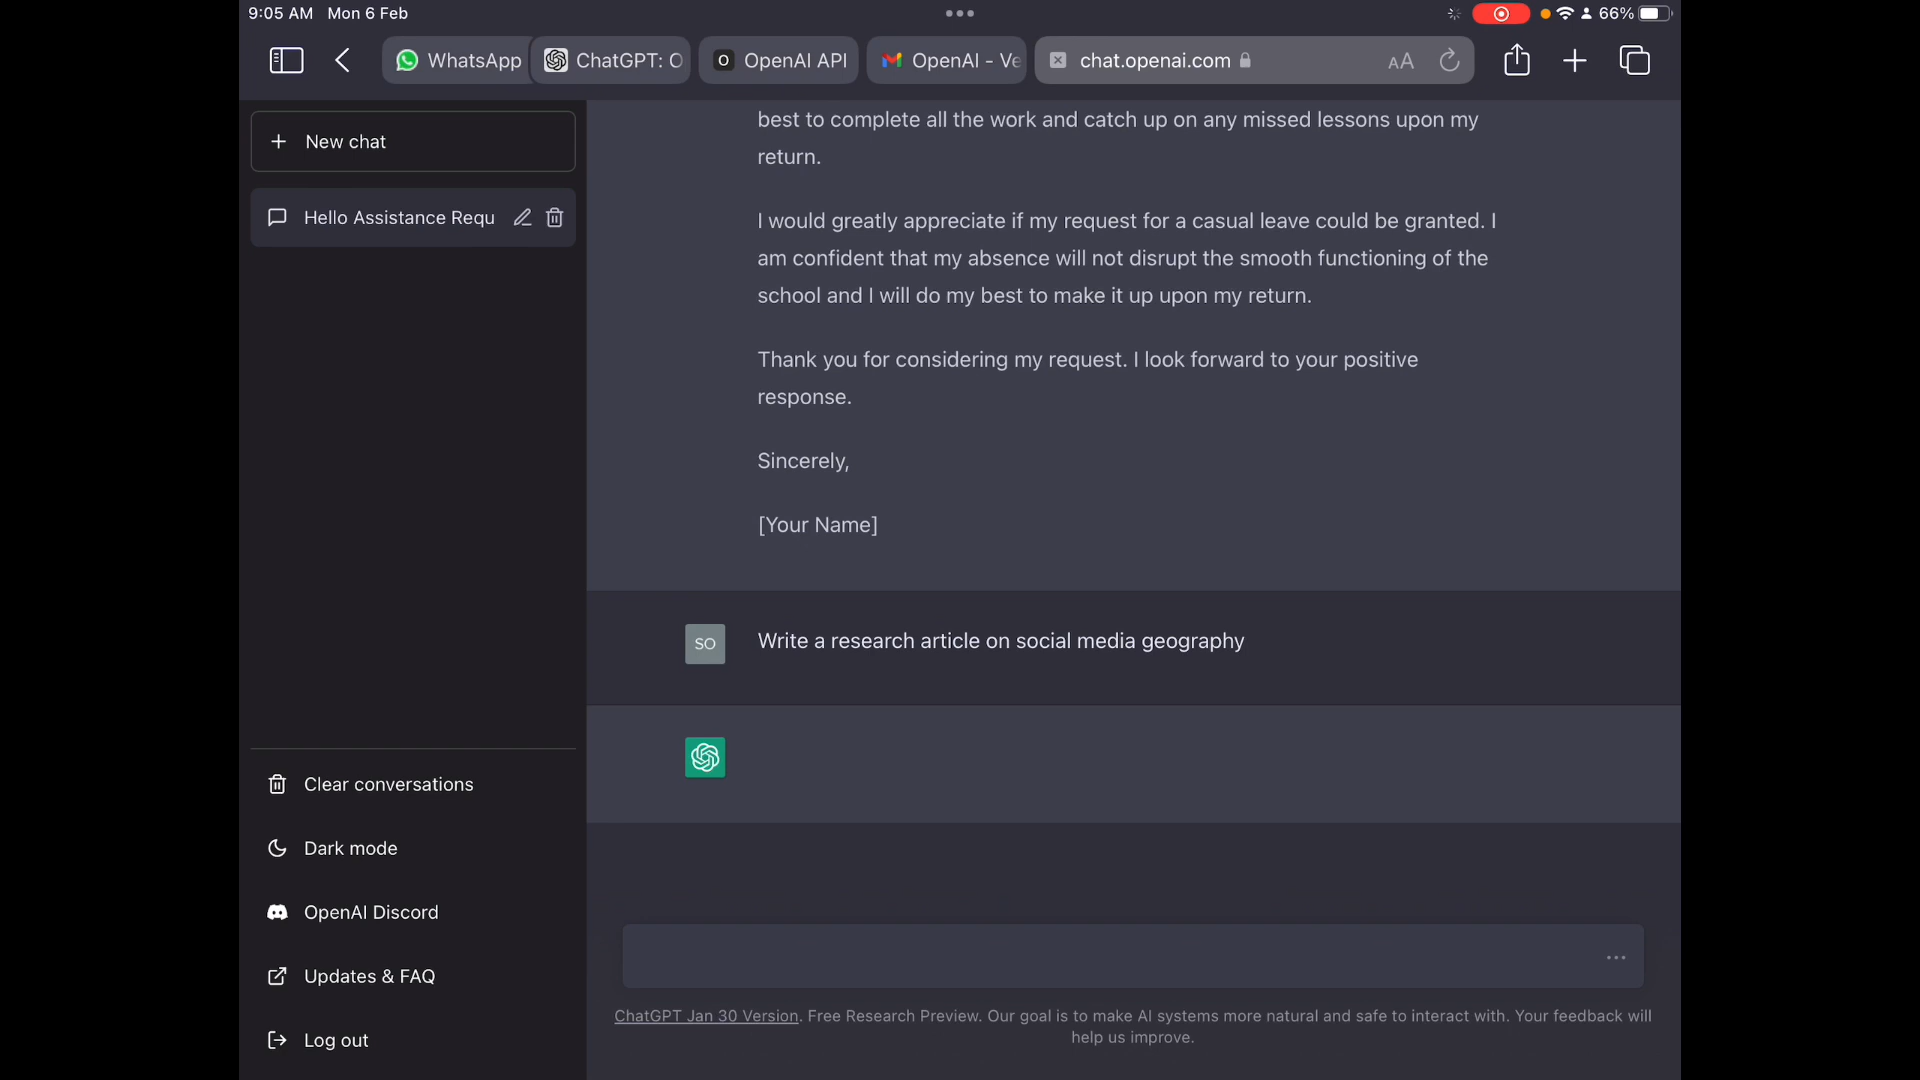 9:05 AM Mon 6 Feb
66%
WhatsApp
ChatGPT: O
OpenAI API
OpenAI - Ve
chat.openai.com
AA
New chat
Hello Assistance Requ
best to complete all the work and catch up on any missed lessons upon my
return.
I would greatly appreciate if my request for a casual leave could be granted. I
am confident that my absence will not disrupt the smooth functioning of the
school and I will do my best to make it up upon my return.
Thank you for considering my request. I look forward to your positive
response.
Sincerely,
[Your Name]
SO
Write a research article on social media geography
Clear conversations
Dark mode
OpenAI Discord
Updates & FAQ
Log out
ChatGPT Jan 30 Version. Free Research Preview. Our goal is to make AI systems more natural and safe to interact with. Your feedback will
help us improve.